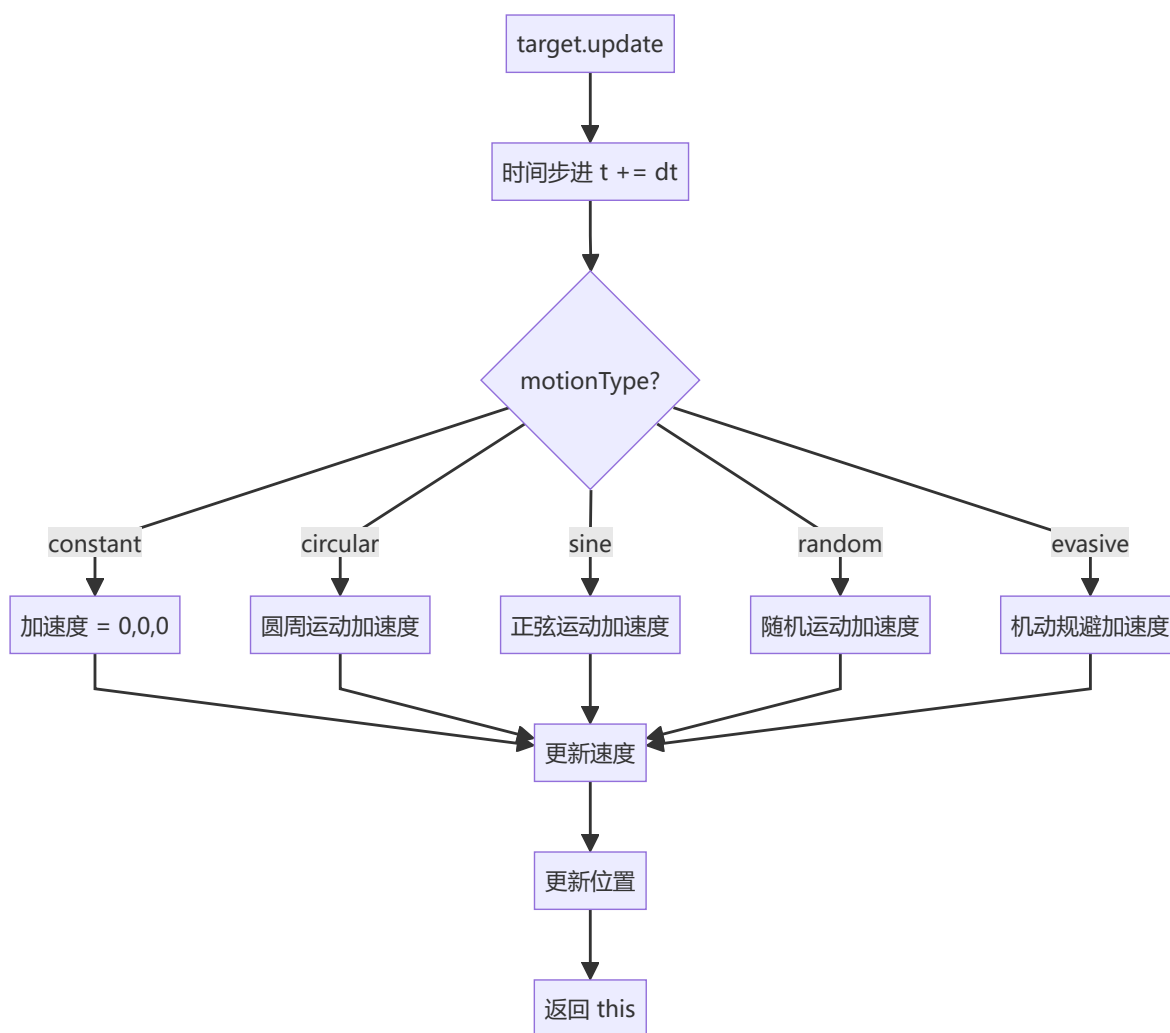 target.update
时间步进 t += dt
motionType?
constant
circular
sine
random
evasive
加速度 = 0,0,0
圆周运动加速度
正弦运动加速度
随机运动加速度
机动规避加速度
更新速度
更新位置
返回 this